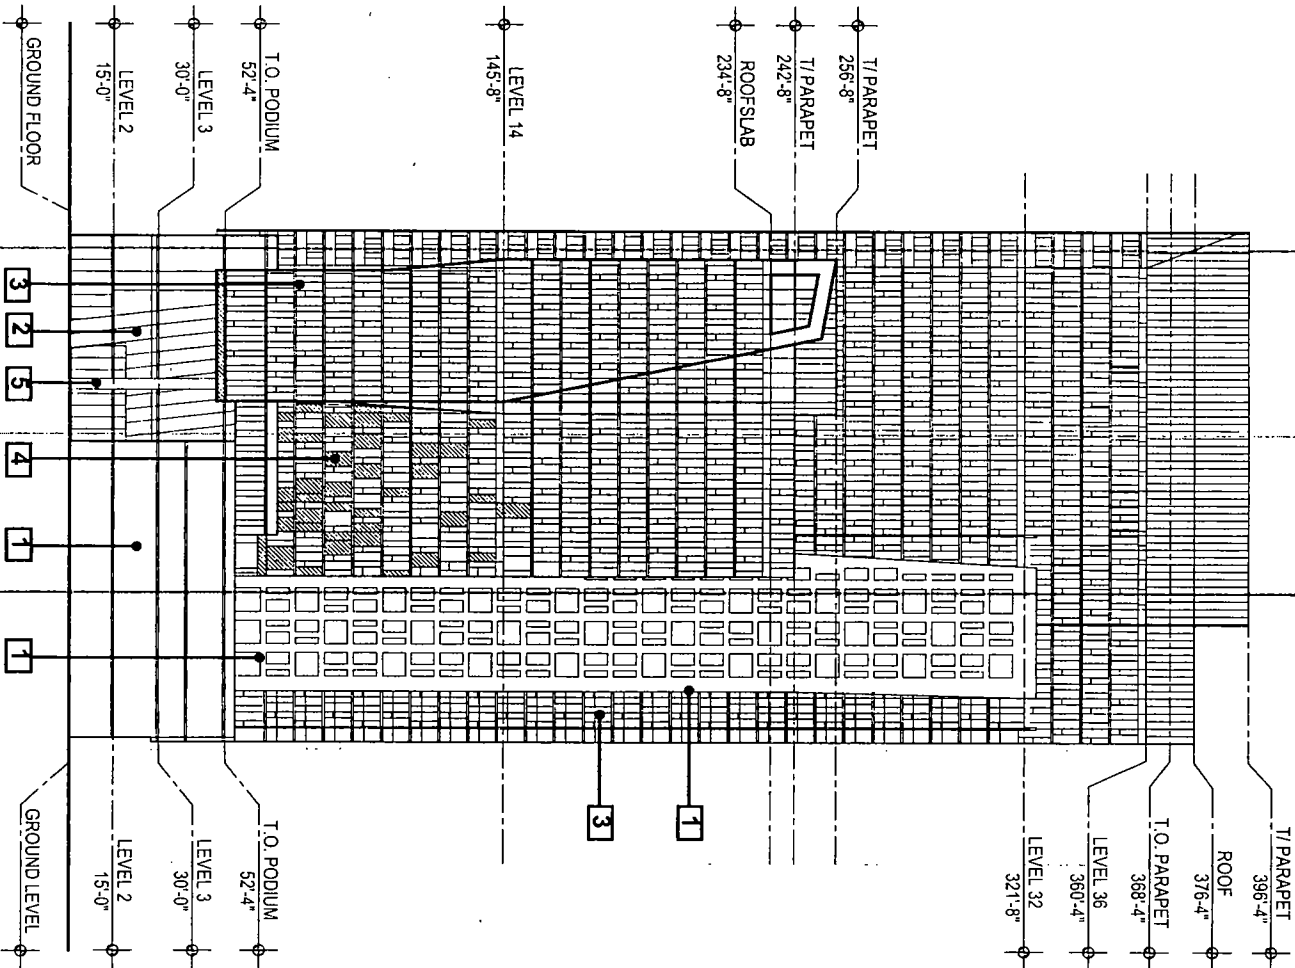 T/ PARAPET
256'-8"
T/ PARAPET
242'-8"
ROOFSLAB
234'-8"
LEVEL 14
145'-8"
T.O. PODIUM
52'-4"
LEVEL 3
30'-0"
LEVEL 2
15'-0"
GROUND FLOOR
3
2
5
4
1
1
3
1
T/ PARAPET
396'-4"
ROOF
376'-4"
T.O. PARAPET
368'-4"
LEVEL 36
360'-4"
LEVEL 32
321'-8"
T.O. PODIUM
52'-4"
LEVEL 3
30'-0"
LEVEL 2
15'-0"
GROUND LEVEL